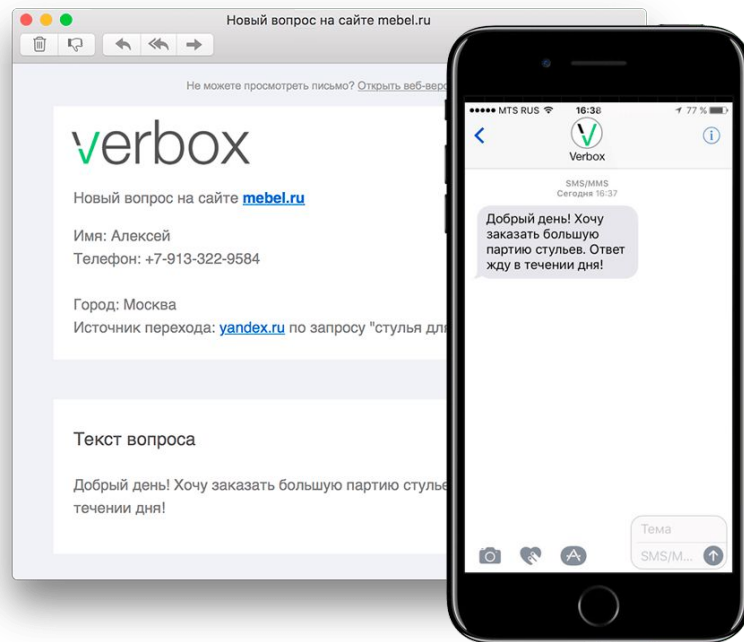 Новый вопрос на сайте mebel.ru
Не можете просмотреть письмо? Открыть веб-верс
verbox
Новый вопрос на сайте mebel.ru
Имя: Алексей
Телефон: +7-913-322-9584
Город: Москва
Источник перехода: yandex.ru по запросу "стулья для
Текст вопроса
Добрый день! Хочу заказать большую партию стулье
течении дня!
MTS RUS 16:38 77 %
Verbox
SMS/MMS
Сегодня 16:37
Добрый день! Хочу
заказать большую
партию стульев. Ответ
жду в течении дня!
Тема
SMS/M...